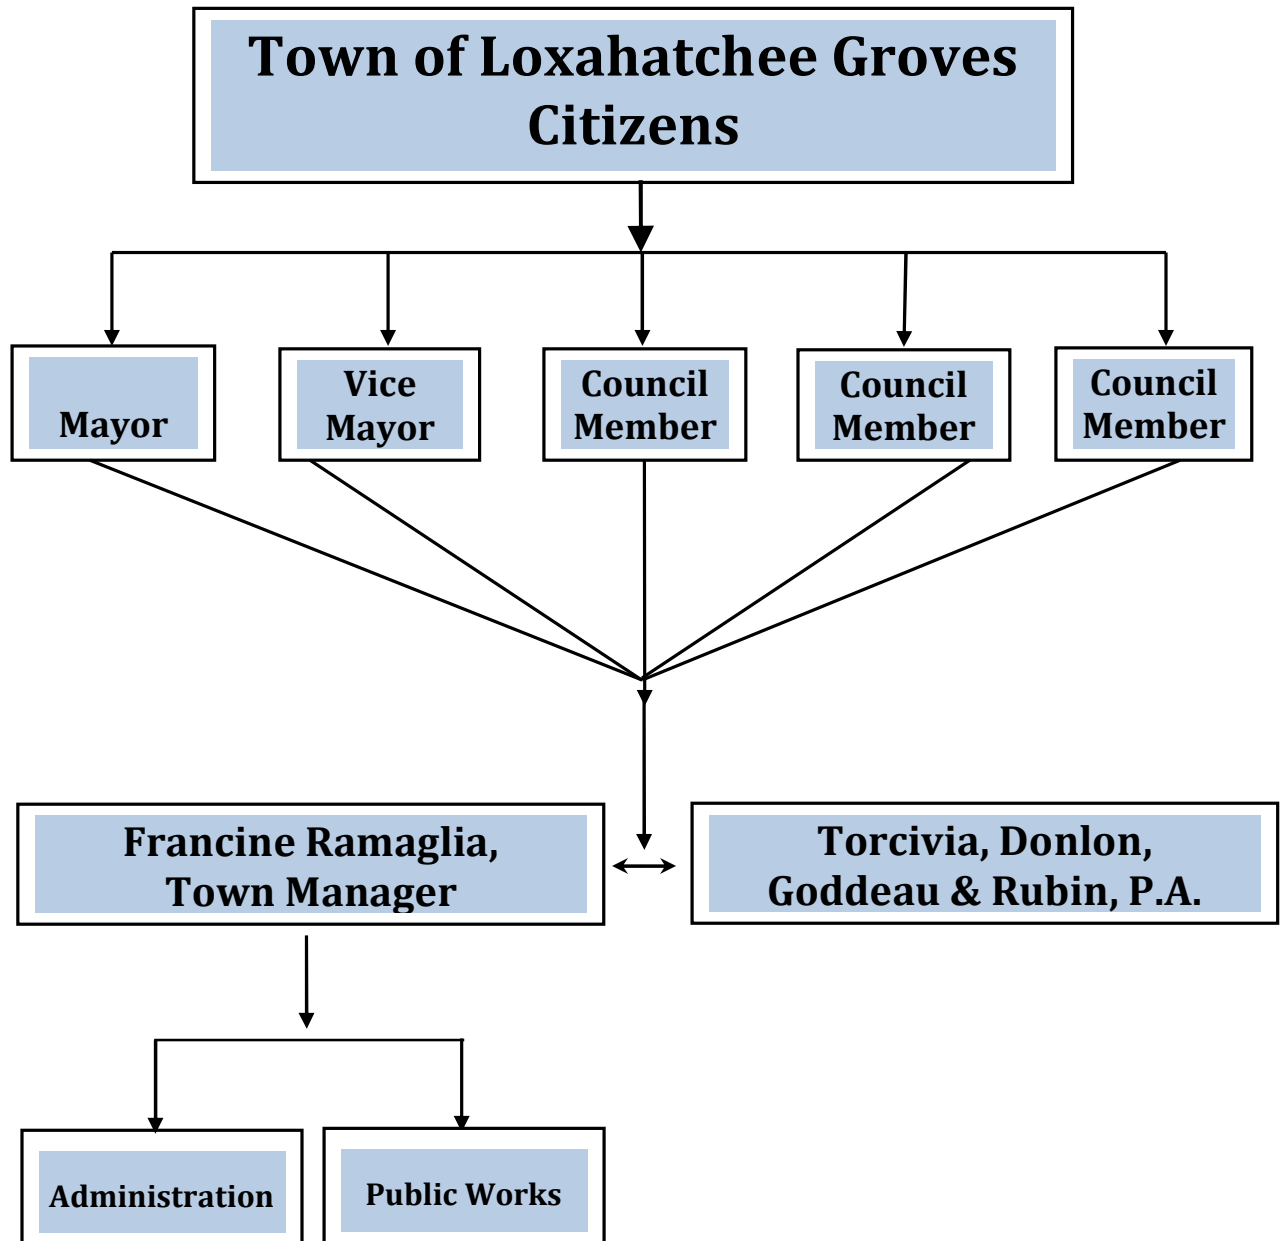 Town of Loxahatchee Groves
Citizens
Mayor
Vice
Mayor
Council
Member
Council
Member
Council
Member
Francine Ramaglia,
Town Manager
Torcivia, Donlon,
Goddeau & Rubin, P.A.
Administration
Public Works